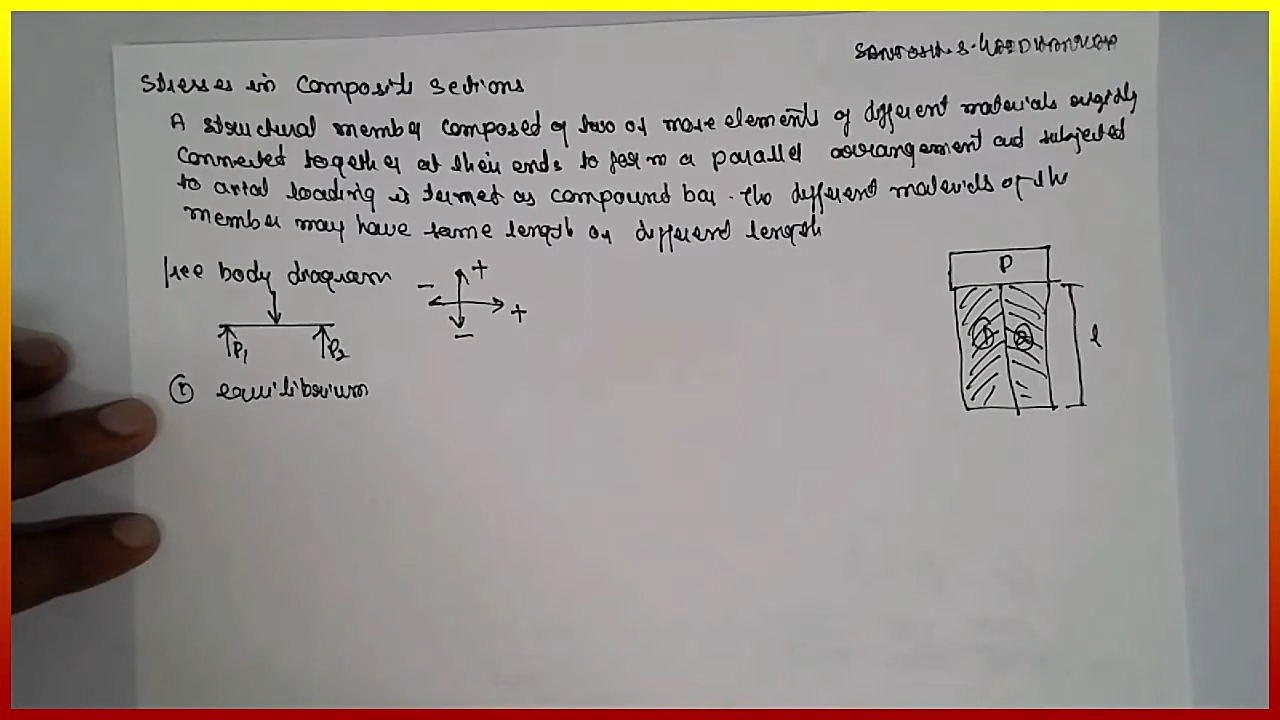 Stresses in Composite Sections
A structural member composed of two or more elements of different materials rigidly
connected together at their ends to form a parallel arrangement and subjected
to axial loading is termed as compound bar. The different materials of the
member may have same length or different length
free body diagram
- + + -
P
P1 P2
1 2 l
① equilibrium